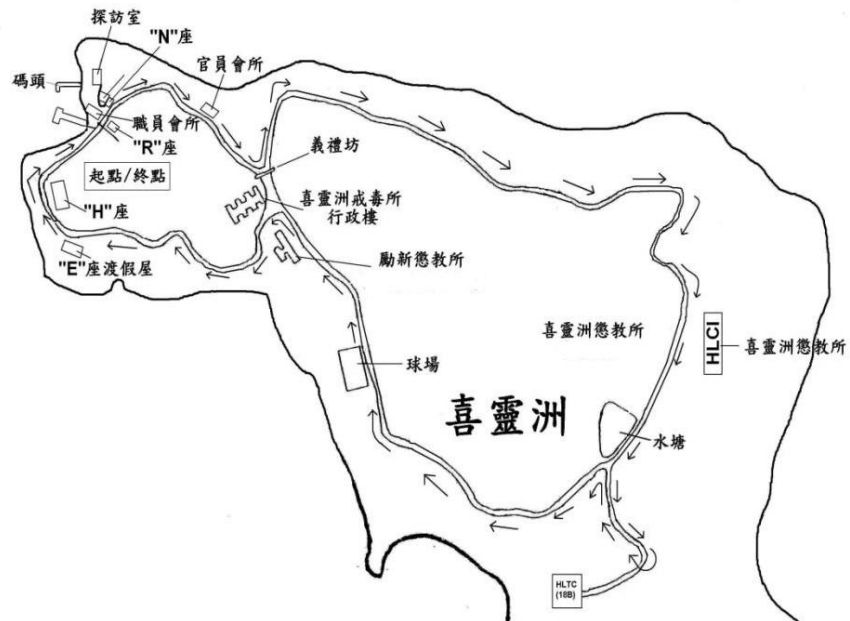 探訪室
"N"座
官員會所
碼頭
職員會所
"R"座
義禮坊
起點/終點
喜靈洲戒毒所
行政樓
"H"座
勵新懲教所
"E"座渡假屋
喜靈洲懲教所
HLCI
喜靈洲懲教所
球場
喜靈洲
水塘
HLTC
(18B)